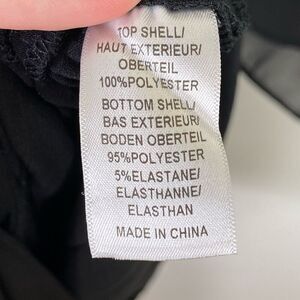 TOP SHELL/
HAUT EXTERIEUR/
OBERTEIL
100%POLYESTER
BOTTOM SHELL/
BAS EXTERIEUR/
BODEN OBERTEIL
95%POLYESTER
5%ELASTANE/
ELASTHANNE/
ELASTHAN
MADE IN CHINA